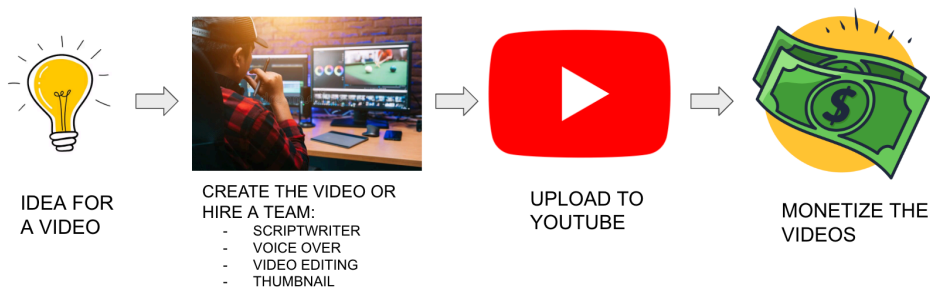 IDEA FOR
A VIDEO
CREATE THE VIDEO OR
HIRE A TEAM:
- SCRIPTWRITER
- VOICE OVER
- VIDEO EDITING
- THUMBNAIL
UPLOAD TO
YOUTUBE
$
MONETIZE THE
VIDEOS